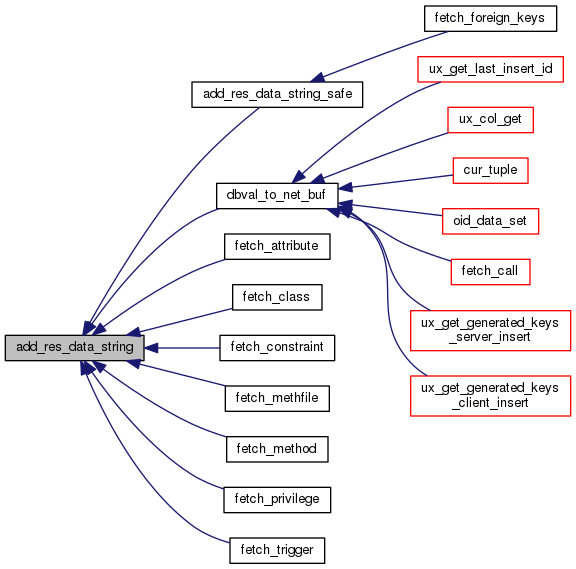 fetch_foreign_keys
ux_get_last_insert_id
add_res_data_string_safe
ux_col_get
cur_tuple
dbval_to_net_buf
oid_data_set
fetch_attribute
fetch_call
fetch_class
ux_get_generated_keys
_server_insert
add_res_data_string
fetch_constraint
ux_get_generated_keys
_client_insert
fetch_methfile
fetch_method
fetch_privilege
fetch_trigger